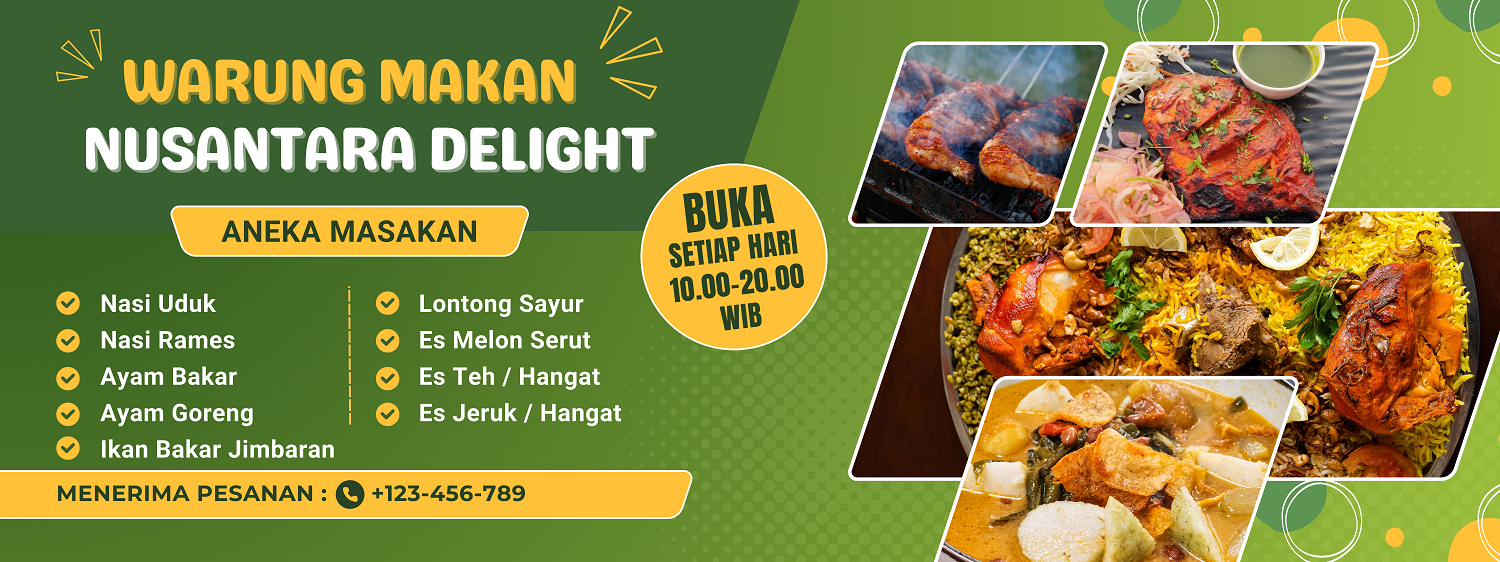 WARUNG MAKAN
NUSANTARA DELIGHT
ANEKA MASAKAN
Nasi Uduk
Nasi Rames
Ayam Bakar
Ayam Goreng
Ikan Bakar Jimbaran
Lontong Sayur
Es Melon Serut
Es Teh / Hangat
Es Jeruk / Hangat
BUKA
SETIAP HARI
10.00-20.00
WIB
MENERIMA PESANAN : +123-456-789